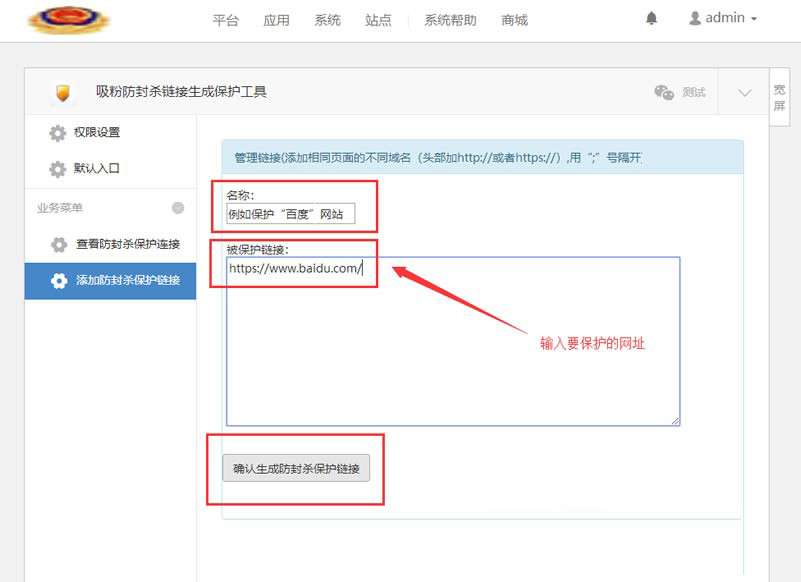 平台 应用 系统 站点 系统帮助 商城 admin
吸粉防封杀链接生成保护工具 测试
宽屏
权限设置
默认入口
业务菜单
查看防封杀保护连接
添加防封杀保护链接
管理链接(添加相同页面的不同域名（头部加http://或者https://）,用“;”号隔开
名称:
例如保护“百度”网站
被保护链接:
https://www.baidu.com/
输入要保护的网址
确认生成防封杀保护链接